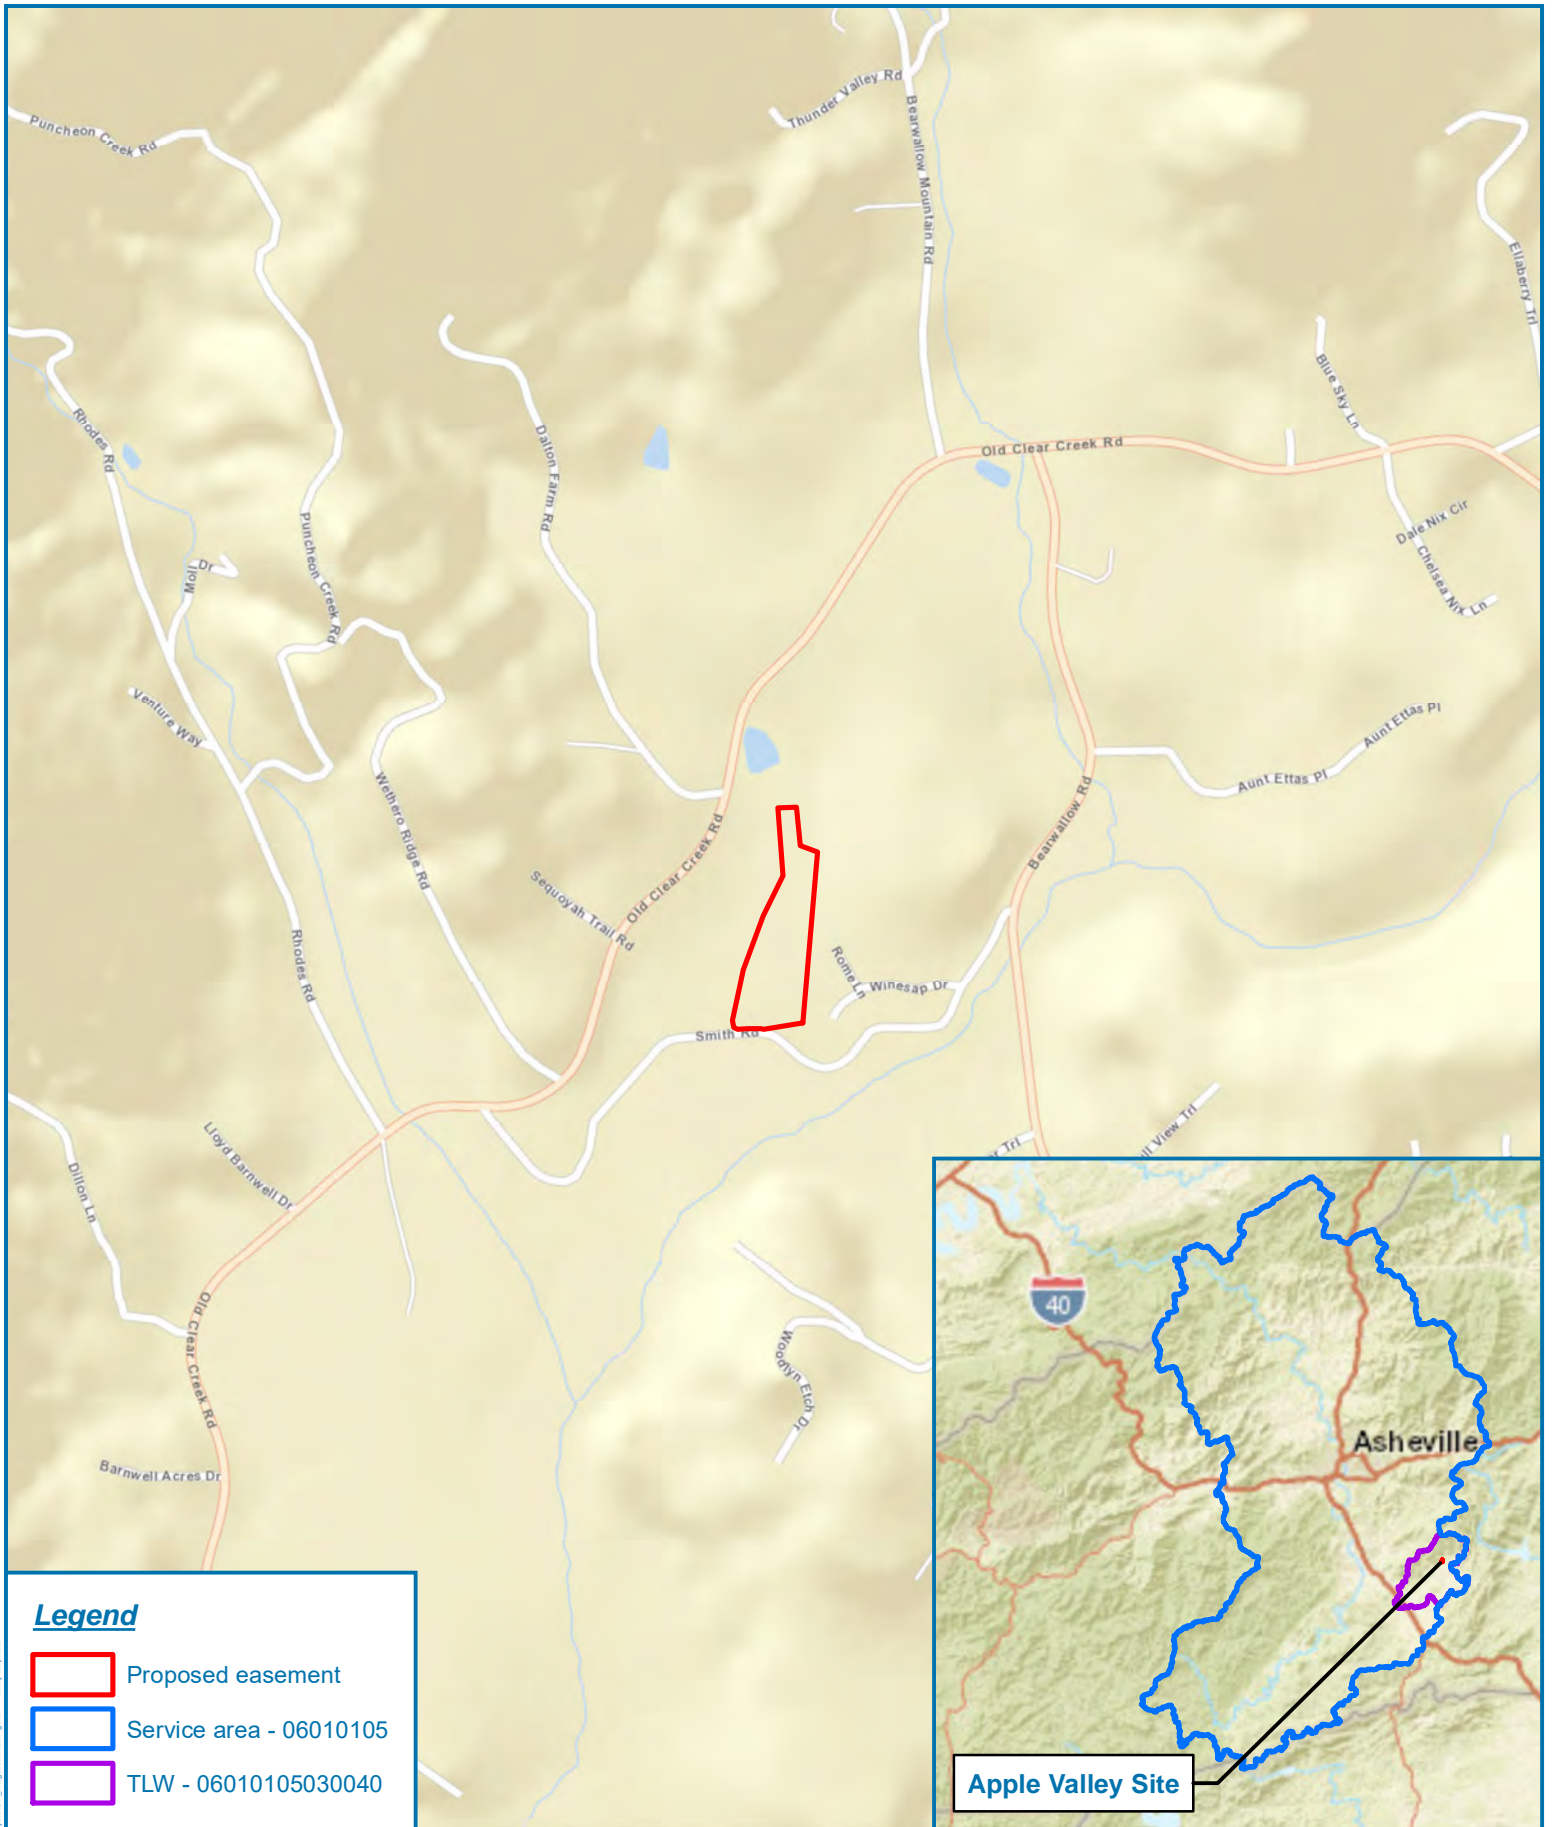 Thunder Valley Rd
Bearwallow Mountain Rd
Puncheon Creek Rd
Ellaberry Trl
Blue Sky Ln
Rhodes Rd
Dalton Farm Rd
Old Clear Creek Rd
Dale Nix Cir
Puncheon Creek Rd
Chelsea Nix Ln
Moll Dr
Venture Way
Aunt Ettas Pl
Aunt Ettas Pl
Wethero Ridge Rd
Bearwallow Rd
Old Clear Creek Rd
Sequoyah Trail Rd
Rhodes Rd
Rome Ln
Winesap Dr
Smith Rd
Lloyd Barnwell Dr
r Trl
ll View Trl
Dillon Ln
Old Clear Creek Rd
Woodlyn Etch Dr
Barnwell Acres Dr
40
Asheville
Apple Valley Site
Legend
Proposed easement
Service area - 06010105
TLW - 06010105030040